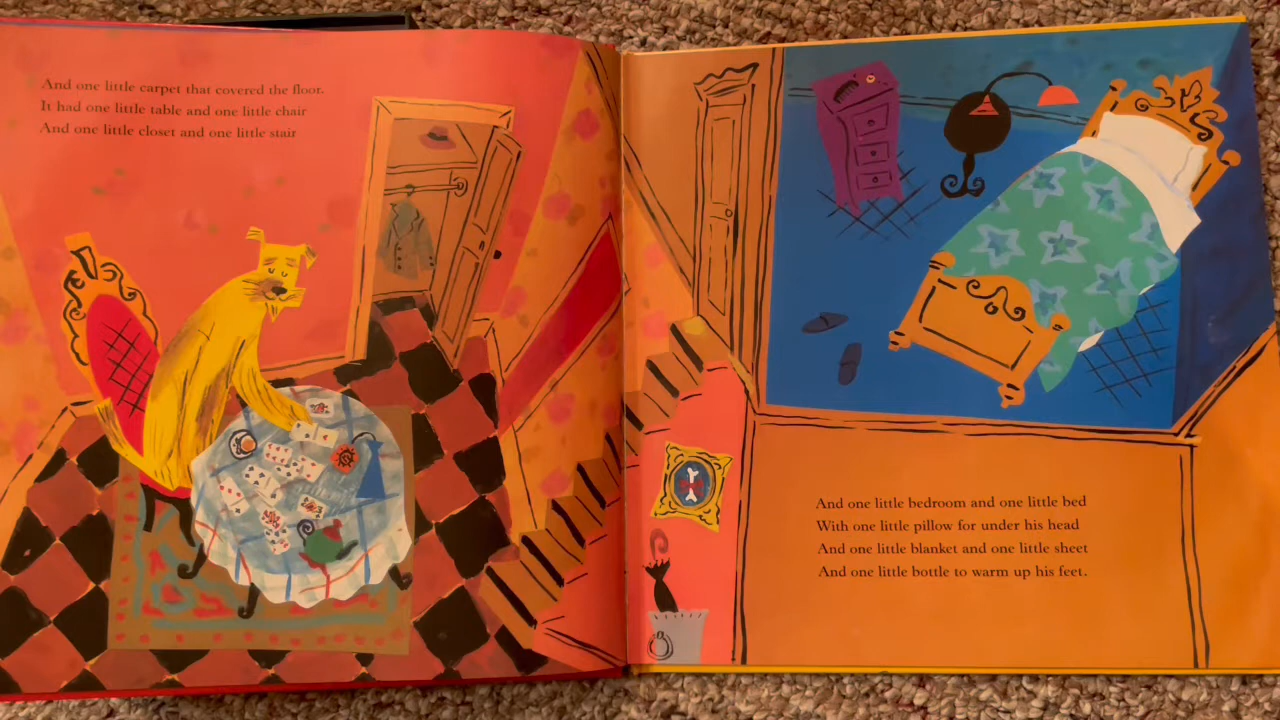 And one little carpet that covered the floor.
It had one little table and one little chair
And one little closet and one little stair
And one little bedroom and one little bed
With one little pillow for under his head
And one little blanket and one little sheet
And one little bottle to warm up his feet.